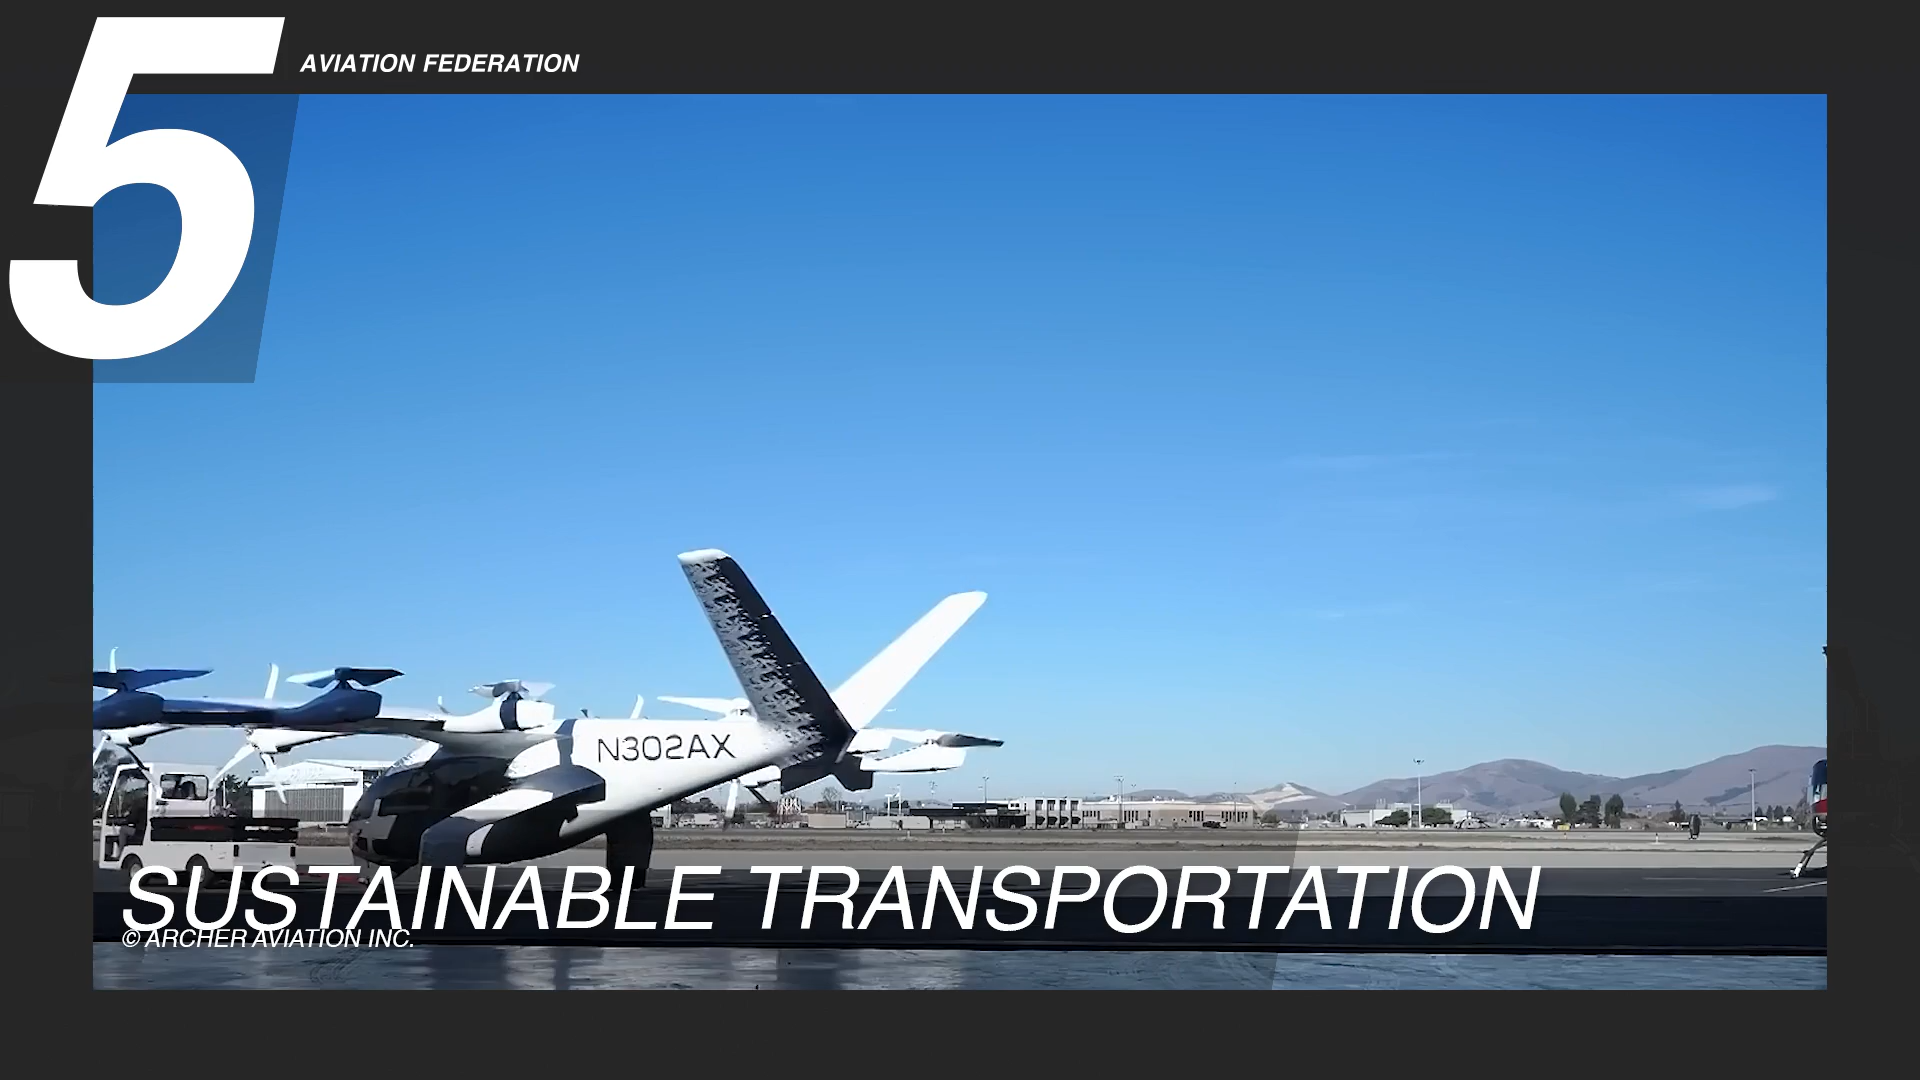 5
AVIATION FEDERATION
N302AX
SUSTAINABLE TRANSPORTATION
© ARCHER AVIATION INC.